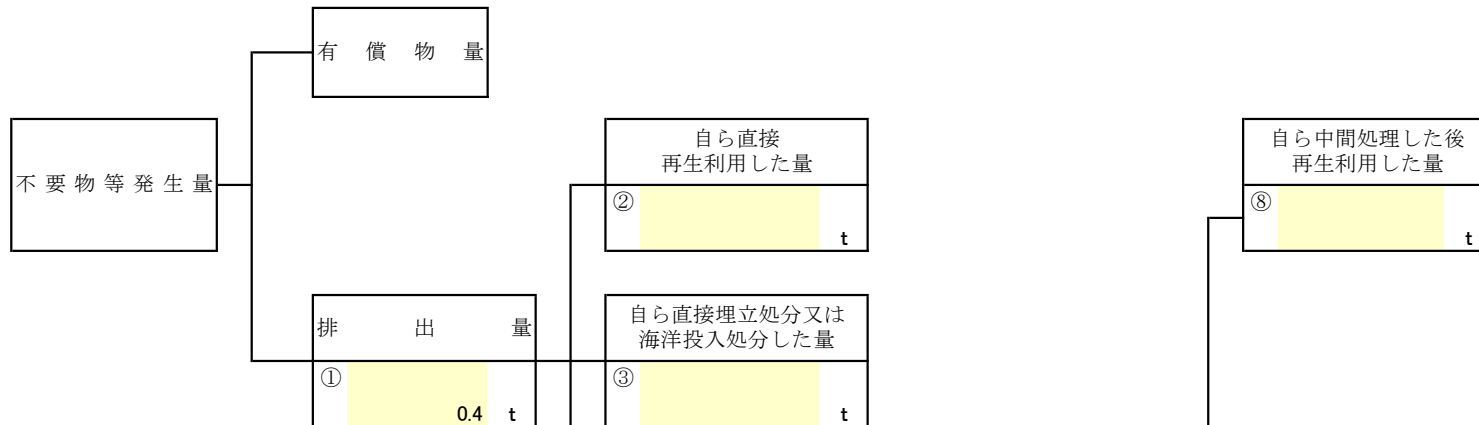 有償物量
不要物等発生量
自ら直接
再生利用した量
②
t
自ら中間処理した後
再生利用した量
⑧
t
排出量
①
0.4 t
自ら直接埋立処分又は
海洋投入処分した量
③
t